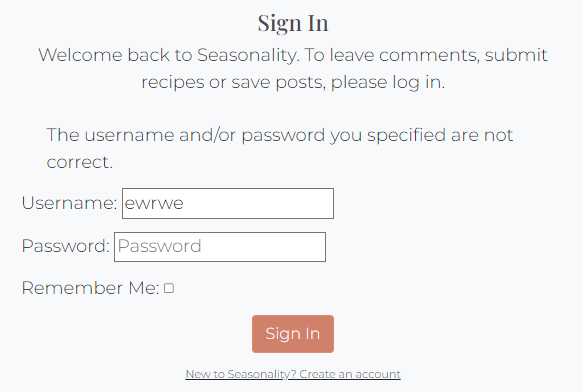 Sign In
Welcome back to Seasonality. To leave comments, submit
recipes or save posts, please log in.
The username and/or password you specified are not
correct.
Username: ewrwe
Password: Password
Remember Me:
Sign In
New to Seasonality? Create an account